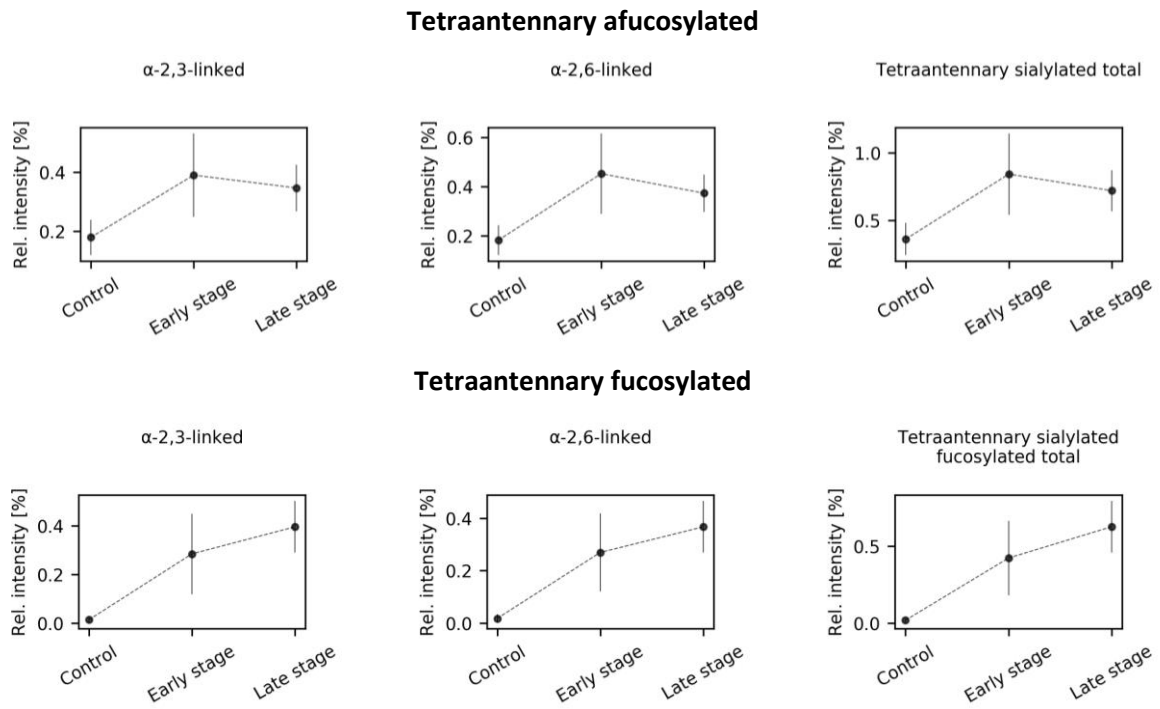 Tetraantennary afucosylated
α-2,3-linked
Rel. intensity [%]
0.4
0.2
Control
Early stage
Late stage
α-2,6-linked
Rel. intensity [%]
0.6
0.4
0.2
Control
Early stage
Late stage
Tetraantennary sialylated total
Rel. intensity [%]
1.0
0.5
Control
Early stage
Late stage
Tetraantennary fucosylated
α-2,3-linked
Rel. intensity [%]
0.4
0.2
0.0
Control
Early stage
Late stage
α-2,6-linked
Rel. intensity [%]
0.4
0.2
0.0
Control
Early stage
Late stage
Tetraantennary sialylated
fucosylated total
Rel. intensity [%]
0.5
0.0
Control
Early stage
Late stage